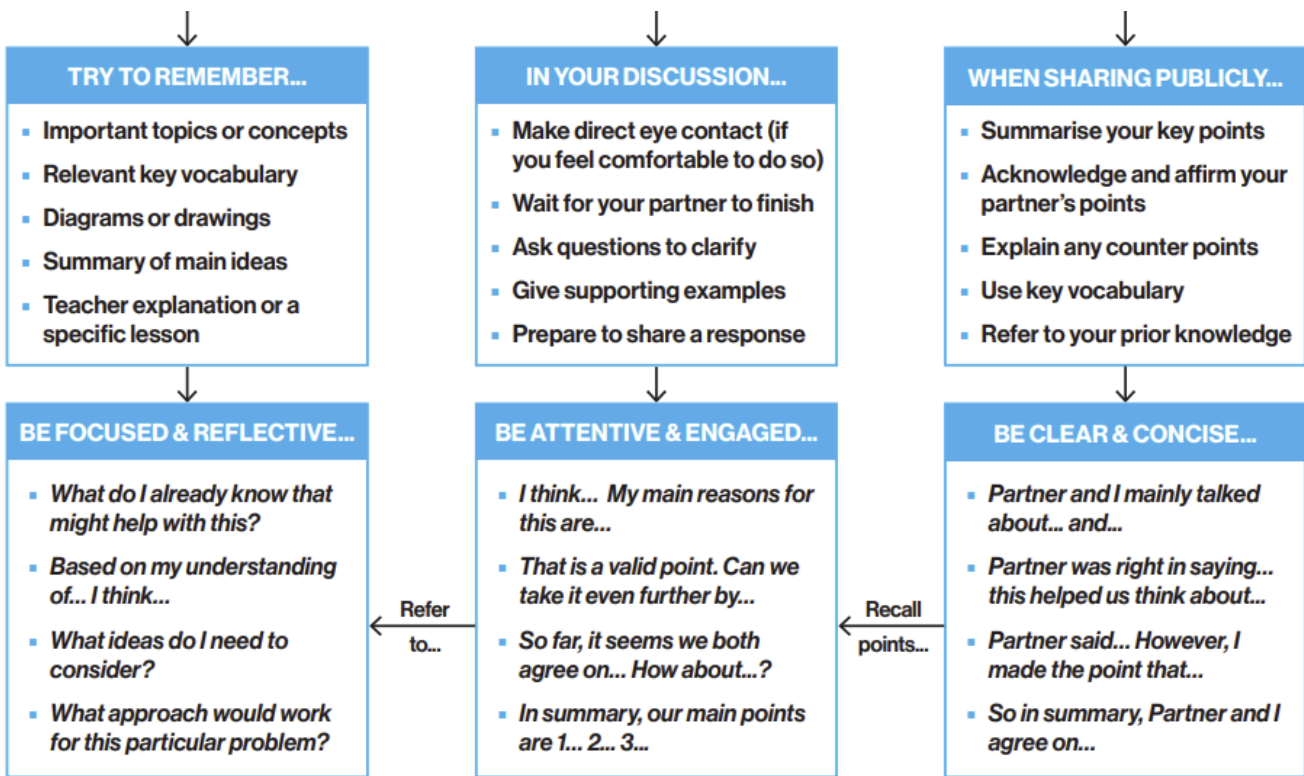 TRY TO REMEMBER...
▪ Important topics or concepts
▪ Relevant key vocabulary
▪ Diagrams or drawings
▪ Summary of main ideas
▪ Teacher explanation or a
specific lesson
IN YOUR DISCUSSION...
▪ Make direct eye contact (if
you feel comfortable to do so)
▪ Wait for your partner to finish
▪ Ask questions to clarify
▪ Give supporting examples
▪ Prepare to share a response
WHEN SHARING PUBLICLY...
▪ Summarise your key points
▪ Acknowledge and affirm your
partner's points
▪ Explain any counter points
▪ Use key vocabulary
▪ Refer to your prior knowledge
BE FOCUSED & REFLECTIVE...
▪ What do I already know that
might help with this?
▪ Based on my understanding
of... I think...
▪ What ideas do I need to
consider?
▪ What approach would work
for this particular problem?
Refer
to...
BE ATTENTIVE & ENGAGED...
▪ I think... My main reasons for
this are...
▪ That is a valid point. Can we
take it even further by...
▪ So far, it seems we both
agree on... How about...?
▪ In summary, our main points
are 1... 2... 3...
Recall
points...
BE CLEAR & CONCISE...
▪ Partner and I mainly talked
about... and...
▪ Partner was right in saying...
this helped us think about...
▪ Partner said... However, I
made the point that...
▪ So in summary, Partner and I
agree on...